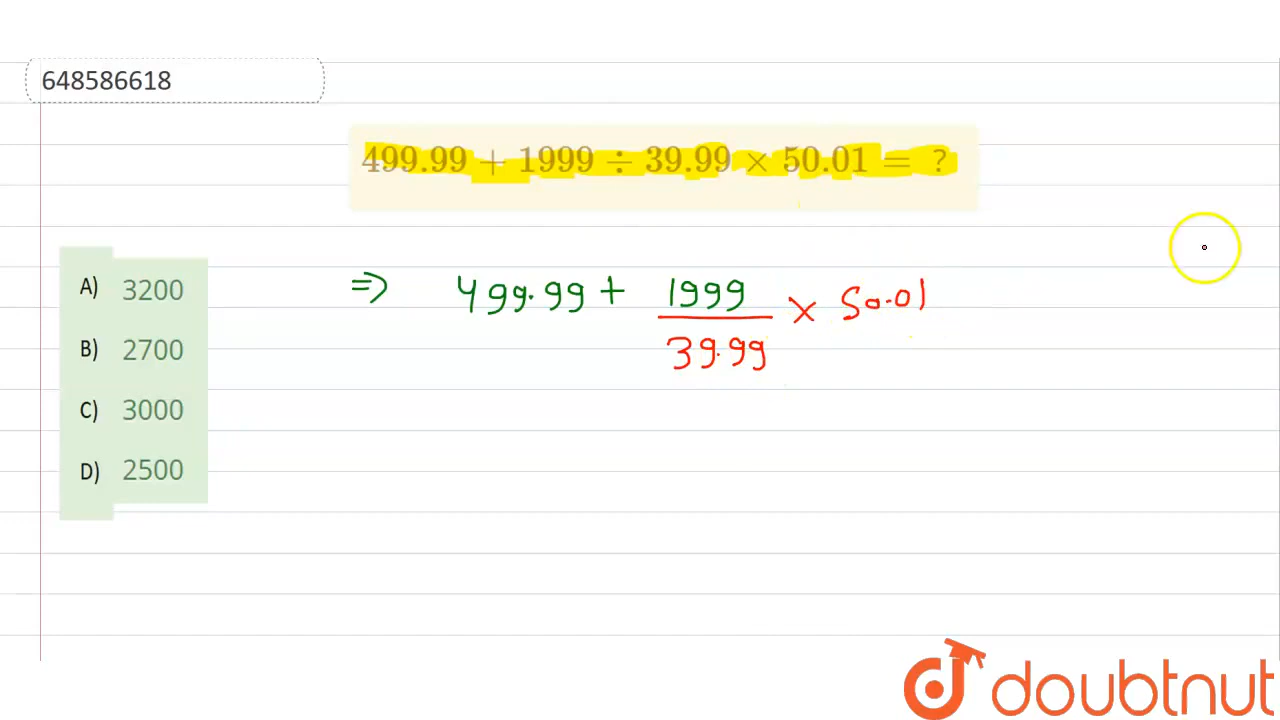 648586618
499.99 + 1999 ÷ 39.99 × 50.01 = ?
A) 3200
B) 2700
C) 3000
D) 2500
⇒ 499.99 + 1999 × 50.01
39.99
doubtnut